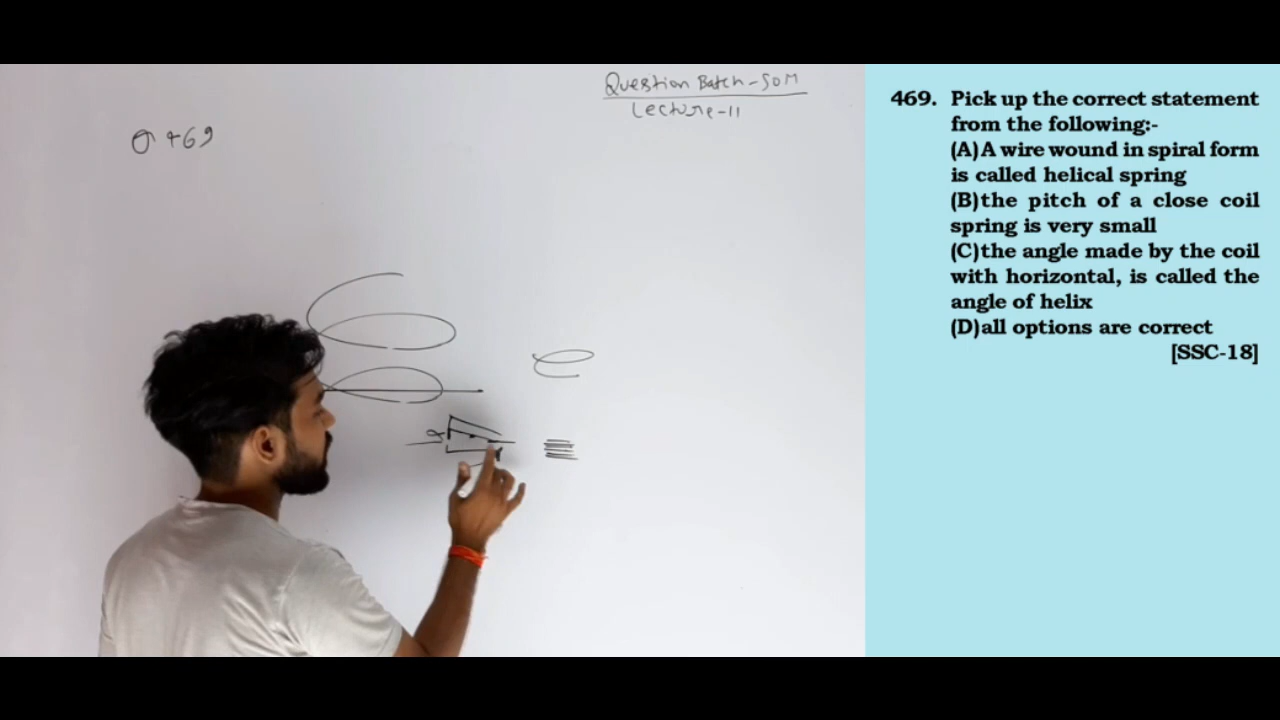 Question Batch-SOM
Lecture-11
Q 469
α
469. Pick up the correct statement
from the following:-
(A)A wire wound in spiral form
is called helical spring
(B)the pitch of a close coil
spring is very small
(C)the angle made by the coil
with horizontal, is called the
angle of helix
(D)all options are correct
[SSC-18]